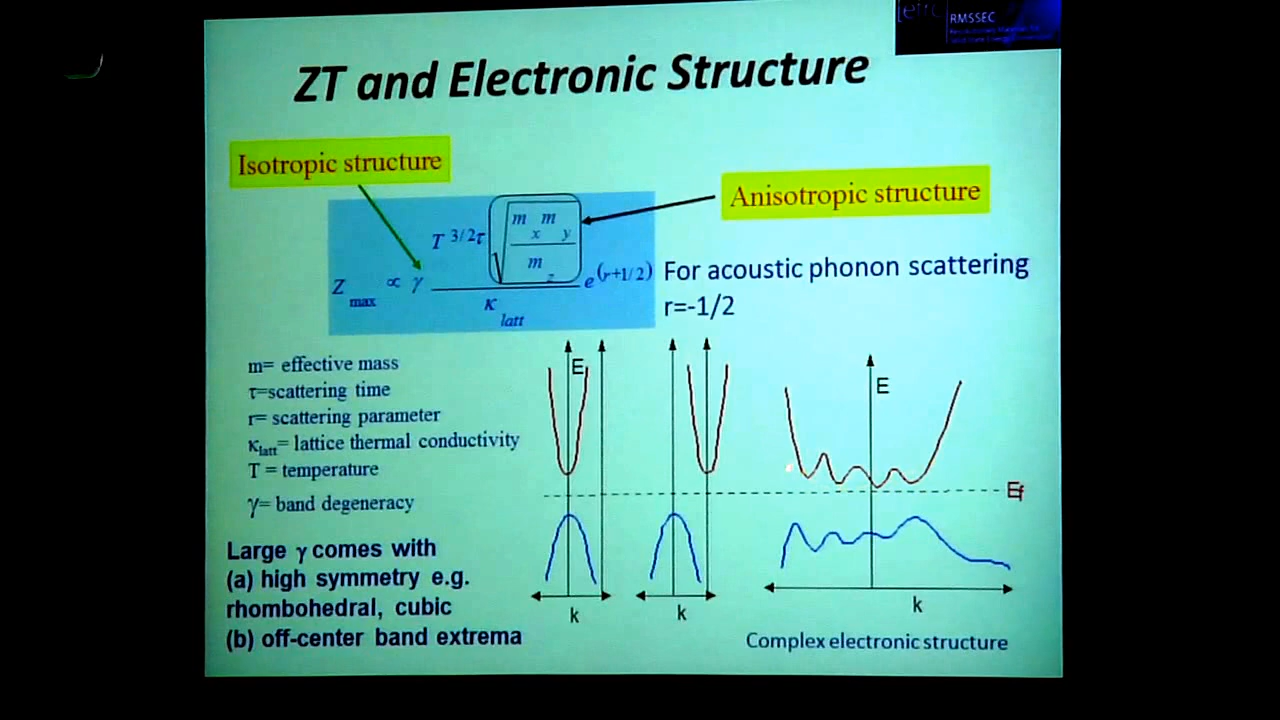 RMSSEC
ZT and Electronic Structure
Isotropic structure
Anisotropic structure
Z max ∝ γ T 3/2τ √ m x m y / m z / κ latt e(r+1/2)
For acoustic phonon scattering
r=-1/2
m= effective mass
τ=scattering time
r= scattering parameter
κlatt= lattice thermal conductivity
T = temperature
γ= band degeneracy
Large γ comes with
(a) high symmetry e.g.
rhombohedral, cubic
(b) off-center band extrema
E
k
k
E
Ef
k
Complex electronic structure